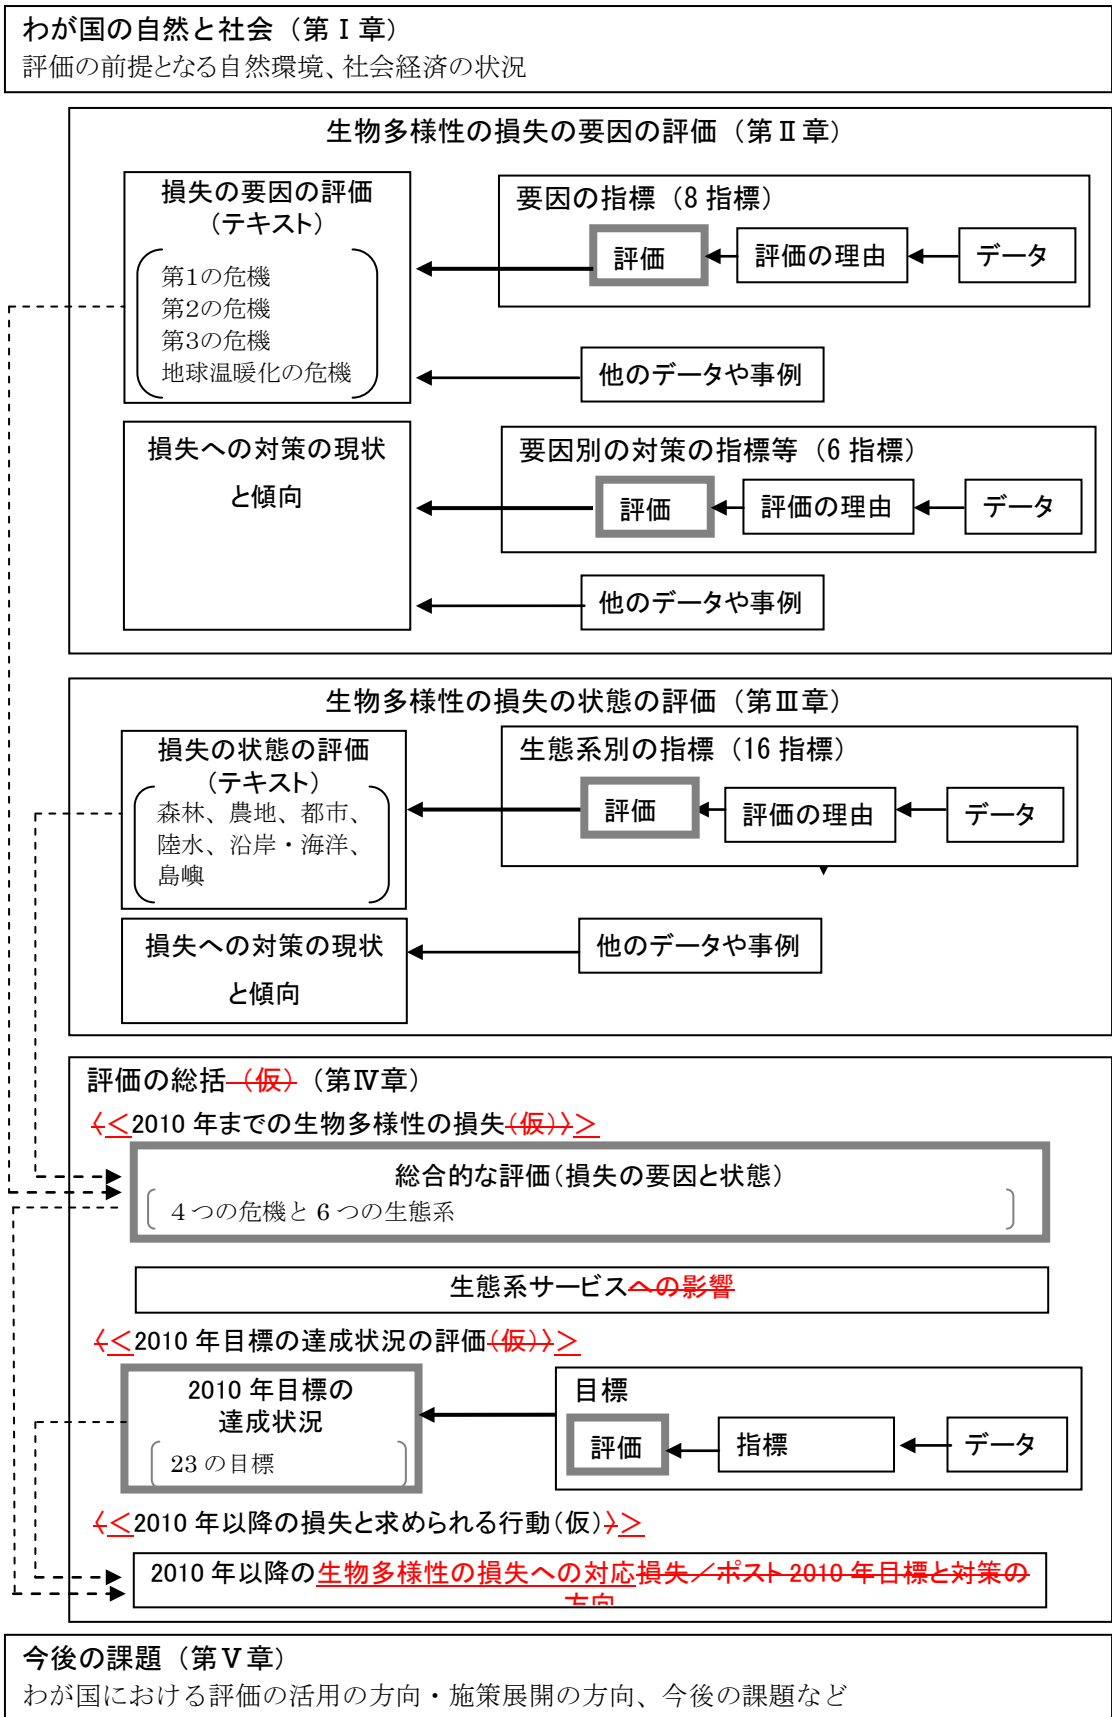 わが国の自然と社会（第Ⅰ章）
評価の前提となる自然環境、社会経済の状況
生物多様性の損失の要因の評価（第Ⅱ章）
損失の要因の評価
（テキスト）
第1の危機
第2の危機
第3の危機
地球温暖化の危機
要因の指標（8 指標）
評価
評価の理由
データ
他のデータや事例
損失への対策の現状
と傾向
要因別の対策の指標等（6 指標）
評価
評価の理由
データ
他のデータや事例
生物多様性の損失の状態の評価（第Ⅲ章）
損失の状態の評価
（テキスト）
森林、農地、都市、
陸水、沿岸・海洋、
島嶼
生態系別の指標（16 指標）
評価
評価の理由
データ
損失への対策の現状
と傾向
他のデータや事例
評価の総括（仮）（第Ⅳ章）
〈＜2010 年までの生物多様性の損失（仮）〉＞
総合的な評価（損失の要因と状態）
4 つの危機と 6 つの生態系
生態系サービスへの影響
〈＜2010 年目標の達成状況の評価（仮）〉＞
2010 年目標の
達成状況
23 の目標
目標
評価
指標
データ
〈＜2010 年以降の損失と求められる行動（仮）〉＞
2010 年以降の生物多様性の損失への対応損失／ポスト 2010 年目標と対策の
方向
今後の課題（第Ⅴ章）
わが国における評価の活用の方向・施策展開の方向、今後の課題など